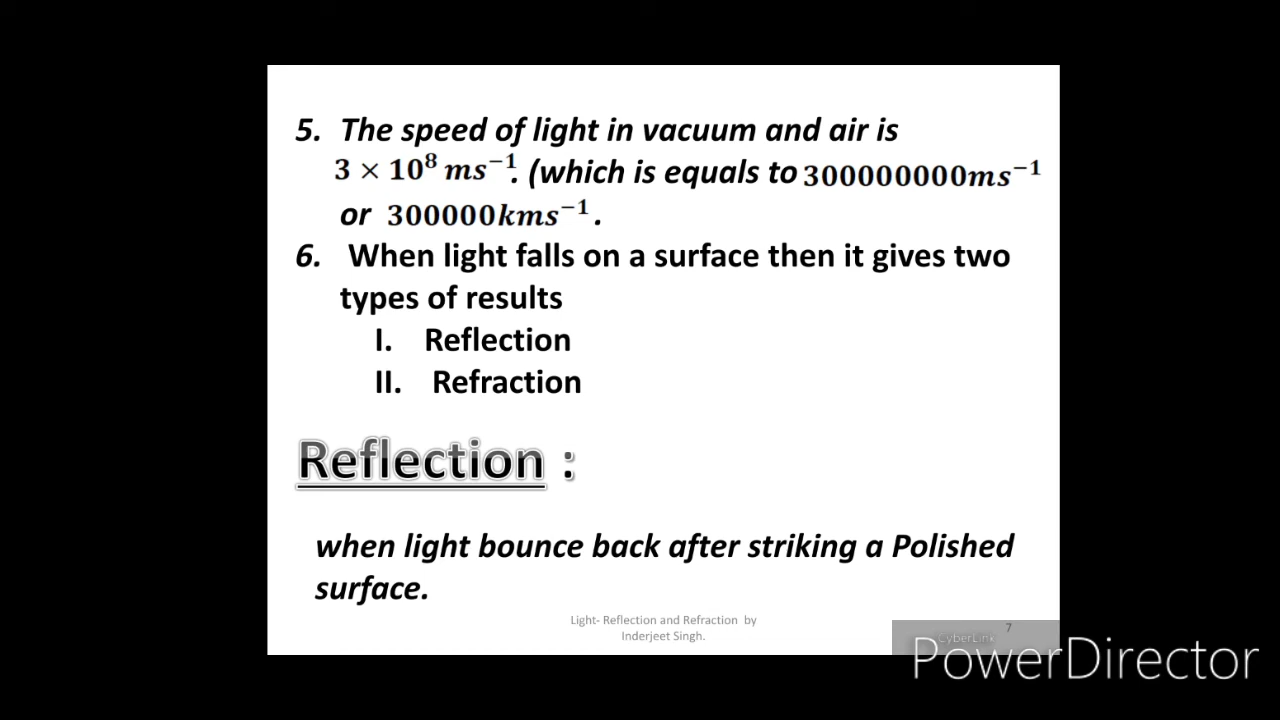 5. The speed of light in vacuum and air is
3 × 10⁸ ms⁻¹. (which is equals to 300000000ms⁻¹
or 300000kms⁻¹.
6. When light falls on a surface then it gives two
types of results
I. Reflection
II. Refraction
Reflection :
when light bounce back after striking a Polished
surface.
Light- Reflection and Refraction by
Inderjeet Singh.
7
CyberLink
PowerDirector